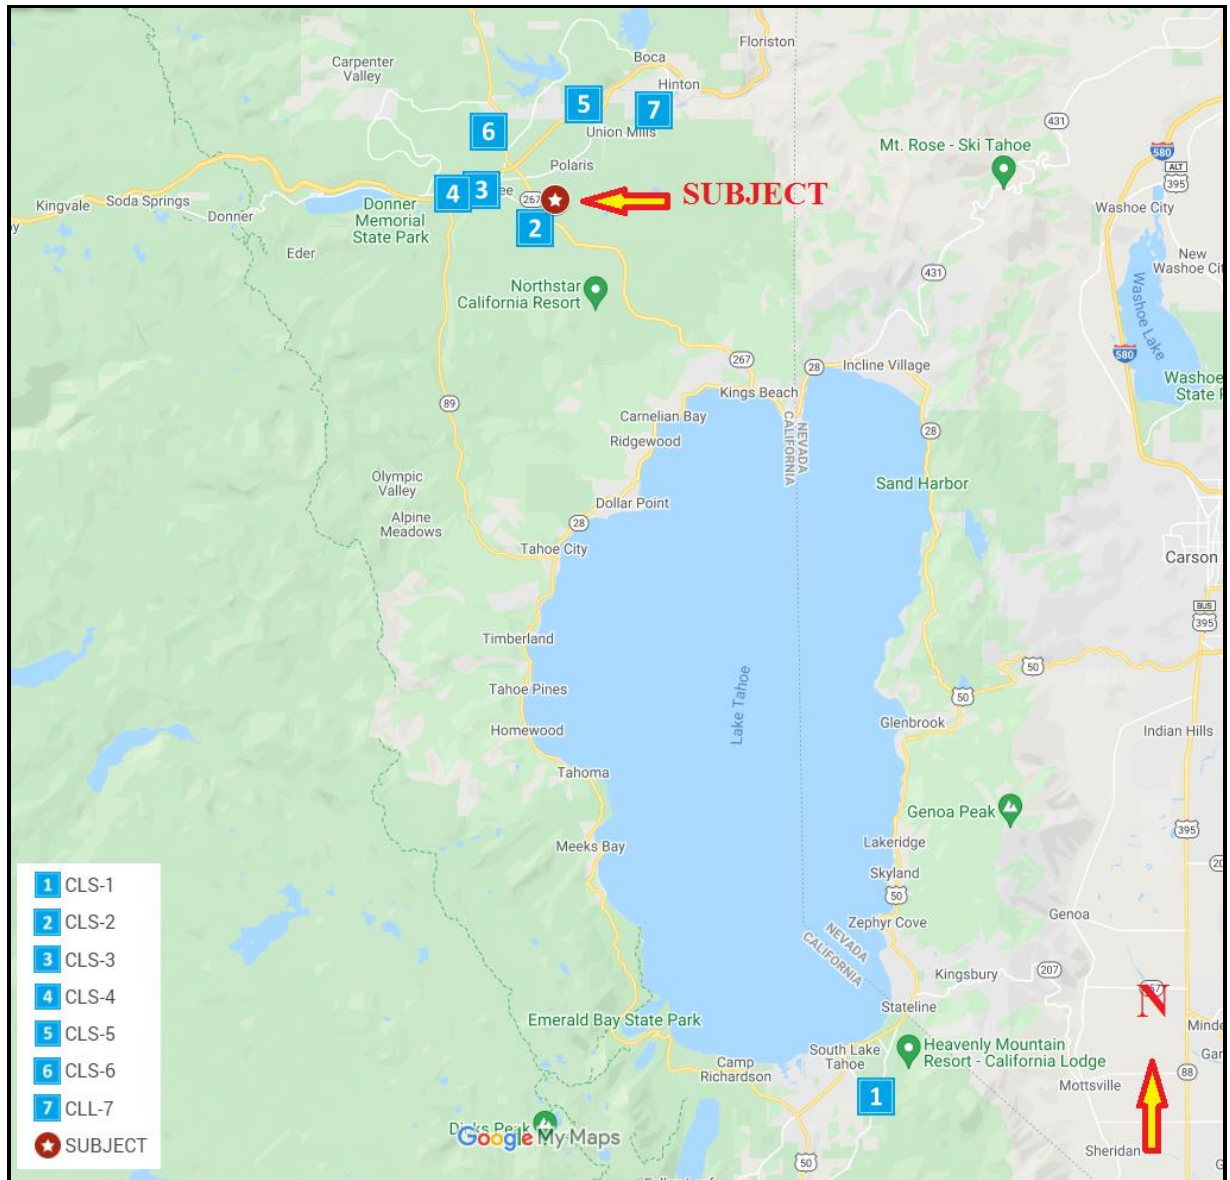 Floriston
Boca
Carpenter
Valley
Hinton
5
7
431
6
Union Mills
Mt. Rose - Ski Tahoe
580
ALT
395
Polaris
4
3
ee
267
SUBJECT
Kingvale
Soda Springs
Donner
Donner
Memorial
State Park
2
Washoe City
Eder
New
Washoe Cit
431
Northstar
California Resort
Washoe Lake
580
267
28
Incline Village
Washoe
State P
Kings Beach
89
Carnelian Bay
NEVADA
CALIFORNIA
28
Ridgewood
Olympic
Valley
Sand Harbor
Dollar Point
Alpine
Meadows
28
Tahoe City
Carson
BUS
395
Timberland
50
Tahoe Pines
50
Lake Tahoe
Homewood
Glenbrook
Indian Hills
Tahoma
Genoa Peak
395
Meeks Bay
Lakeridge
Skyland
50
Genoa
Zephyr Cove
NEVADA
CALIFORNIA
Kingsbury
207
N
Stateline
Emerald Bay State Park
Minde
Gar
South Lake
Tahoe
Heavenly Mountain
Resort - California Lodge
Camp
Richardson
88
Mottsville
1
Google My Maps
Sheridan
50
1 CLS-1
2 CLS-2
3 CLS-3
4 CLS-4
5 CLS-5
6 CLS-6
7 CLL-7
SUBJECT